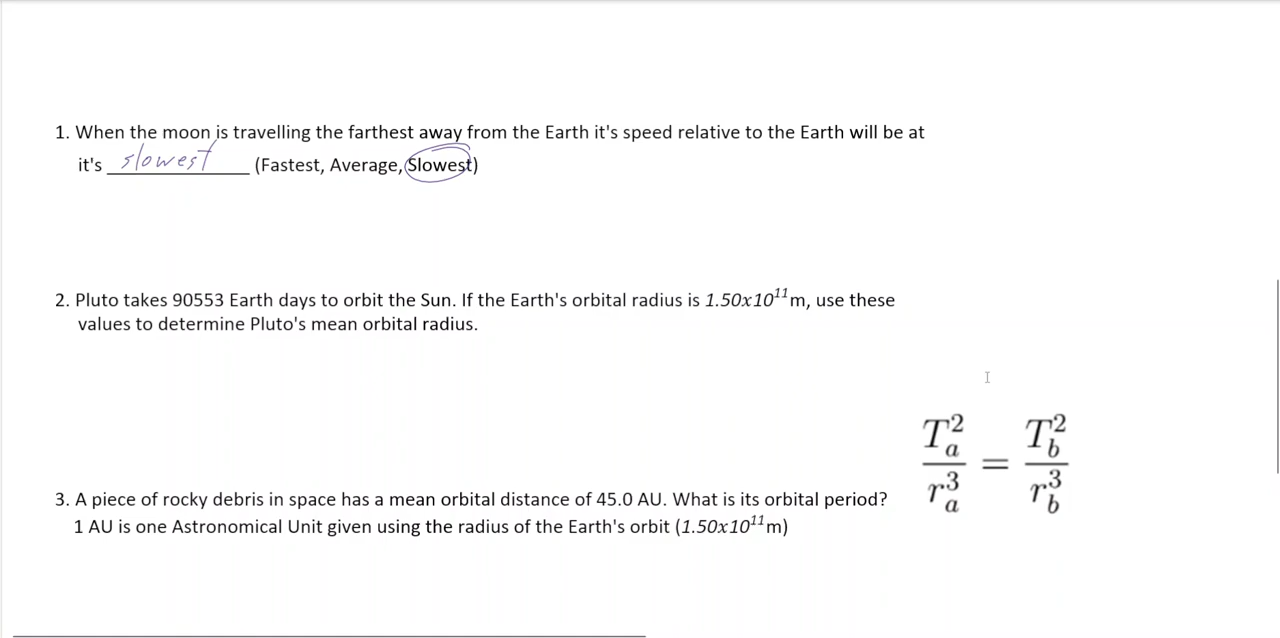 1. When the moon is travelling the farthest away from the Earth it's speed relative to the Earth will be at
it's slowest (Fastest, Average, Slowest)
2. Pluto takes 90553 Earth days to orbit the Sun. If the Earth's orbital radius is 1.50x10¹¹m, use these
values to determine Pluto's mean orbital radius.
T_a²/r_a³ = T_b²/r_b³
3. A piece of rocky debris in space has a mean orbital distance of 45.0 AU. What is its orbital period?
1 AU is one Astronomical Unit given using the radius of the Earth's orbit (1.50x10¹¹m)